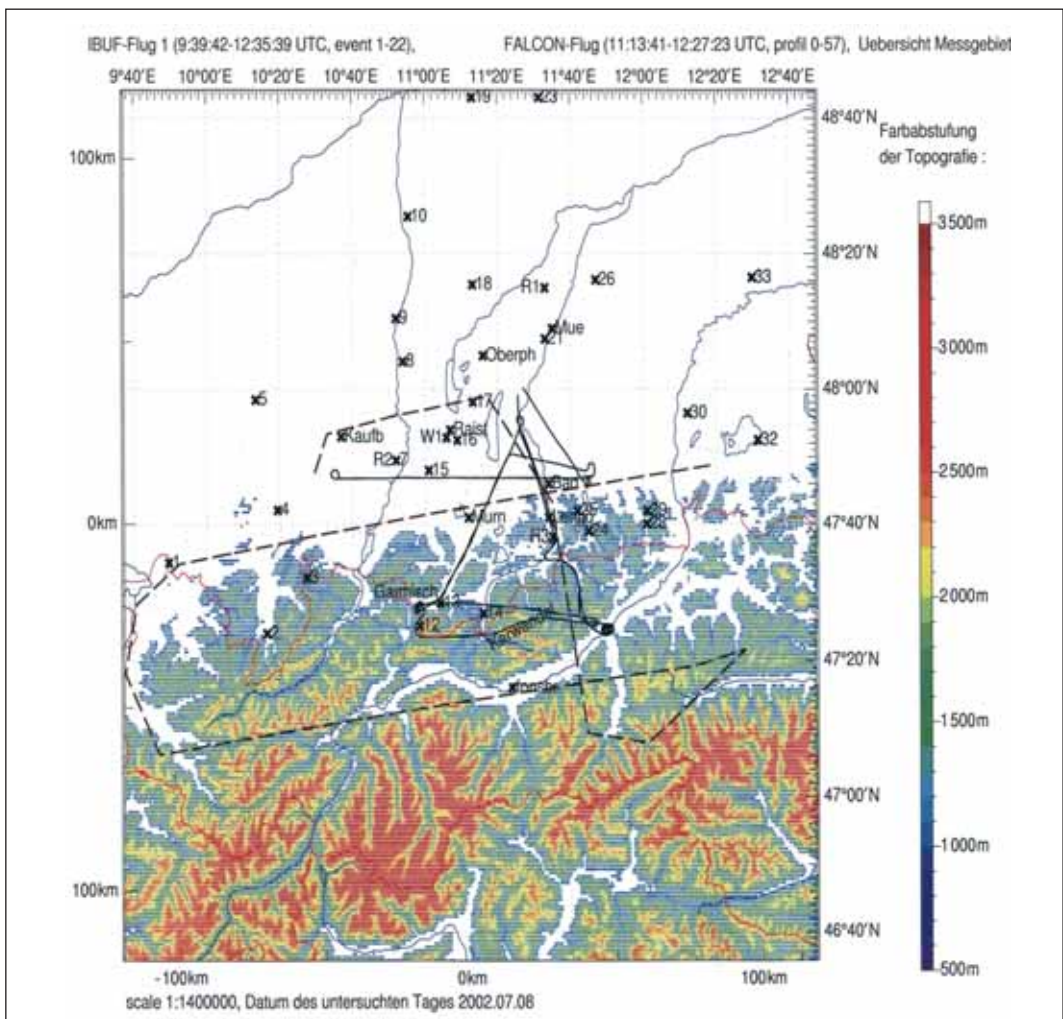 IBUF-Flug 1 (9:39:42-12:35:39 UTC, event 1-22), FALCON-Flug (11:13:41-12:27:23 UTC, profil 0-57), Uebersicht Messgebiet
9°40'E 10°00'E 10°20'E 10°40'E 11°00'E 11°20'E 11°40'E 12°00'E 12°20'E 12°40'E
19 23
48°40'N
Farbabstufung
der Topografie :
100km
3500m
10
48°20'N
18 R1 26 33
9 Mue
21
3000m
8 Oberph
48°00'N
5 17 30
Kaufb W1 Raist 16 32
R2 7 15
2500m
Bad
4 Murn
0km
47°40'N
R3 24
1
3 Garmisch 13
2000m
12 14
2
47°20'N
1500m
47°00'N
1000m
100km
46°40'N
500m
-100km 0km 100km
scale 1:1400000, Datum des untersuchten Tages 2002.07.08